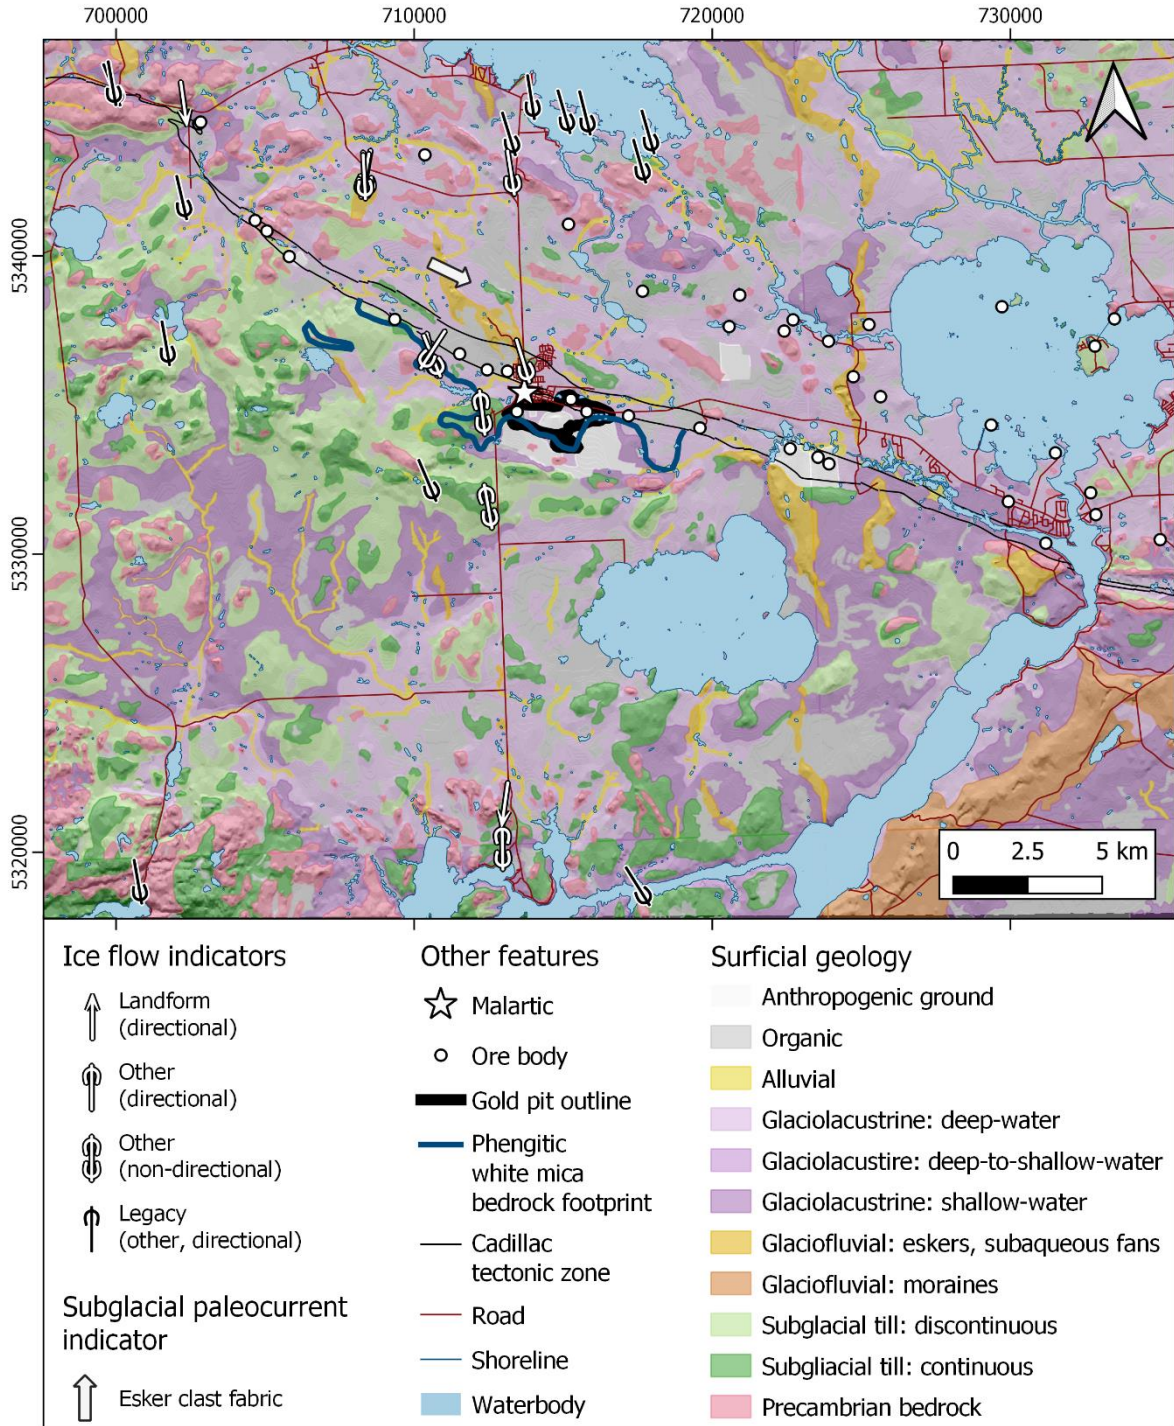 700000
710000
720000
730000
5340000
5330000
5320000
0 2.5 5 km
Ice flow indicators
Landform
(directional)
Other
(directional)
Other
(non-directional)
Legacy
(other, directional)
Subglacial paleocurrent
indicator
Esker clast fabric
Other features
Malartic
Ore body
Gold pit outline
Phengitic
white mica
bedrock footprint
Cadillac
tectonic zone
Road
Shoreline
Waterbody
Surficial geology
Anthropogenic ground
Organic
Alluvial
Glaciolacustrine: deep-water
Glaciolacustire: deep-to-shallow-water
Glaciolacustrine: shallow-water
Glaciofluvial: eskers, subaqueous fans
Glaciofluvial: moraines
Subglacial till: discontinuous
Subgliacial till: continuous
Precambrian bedrock